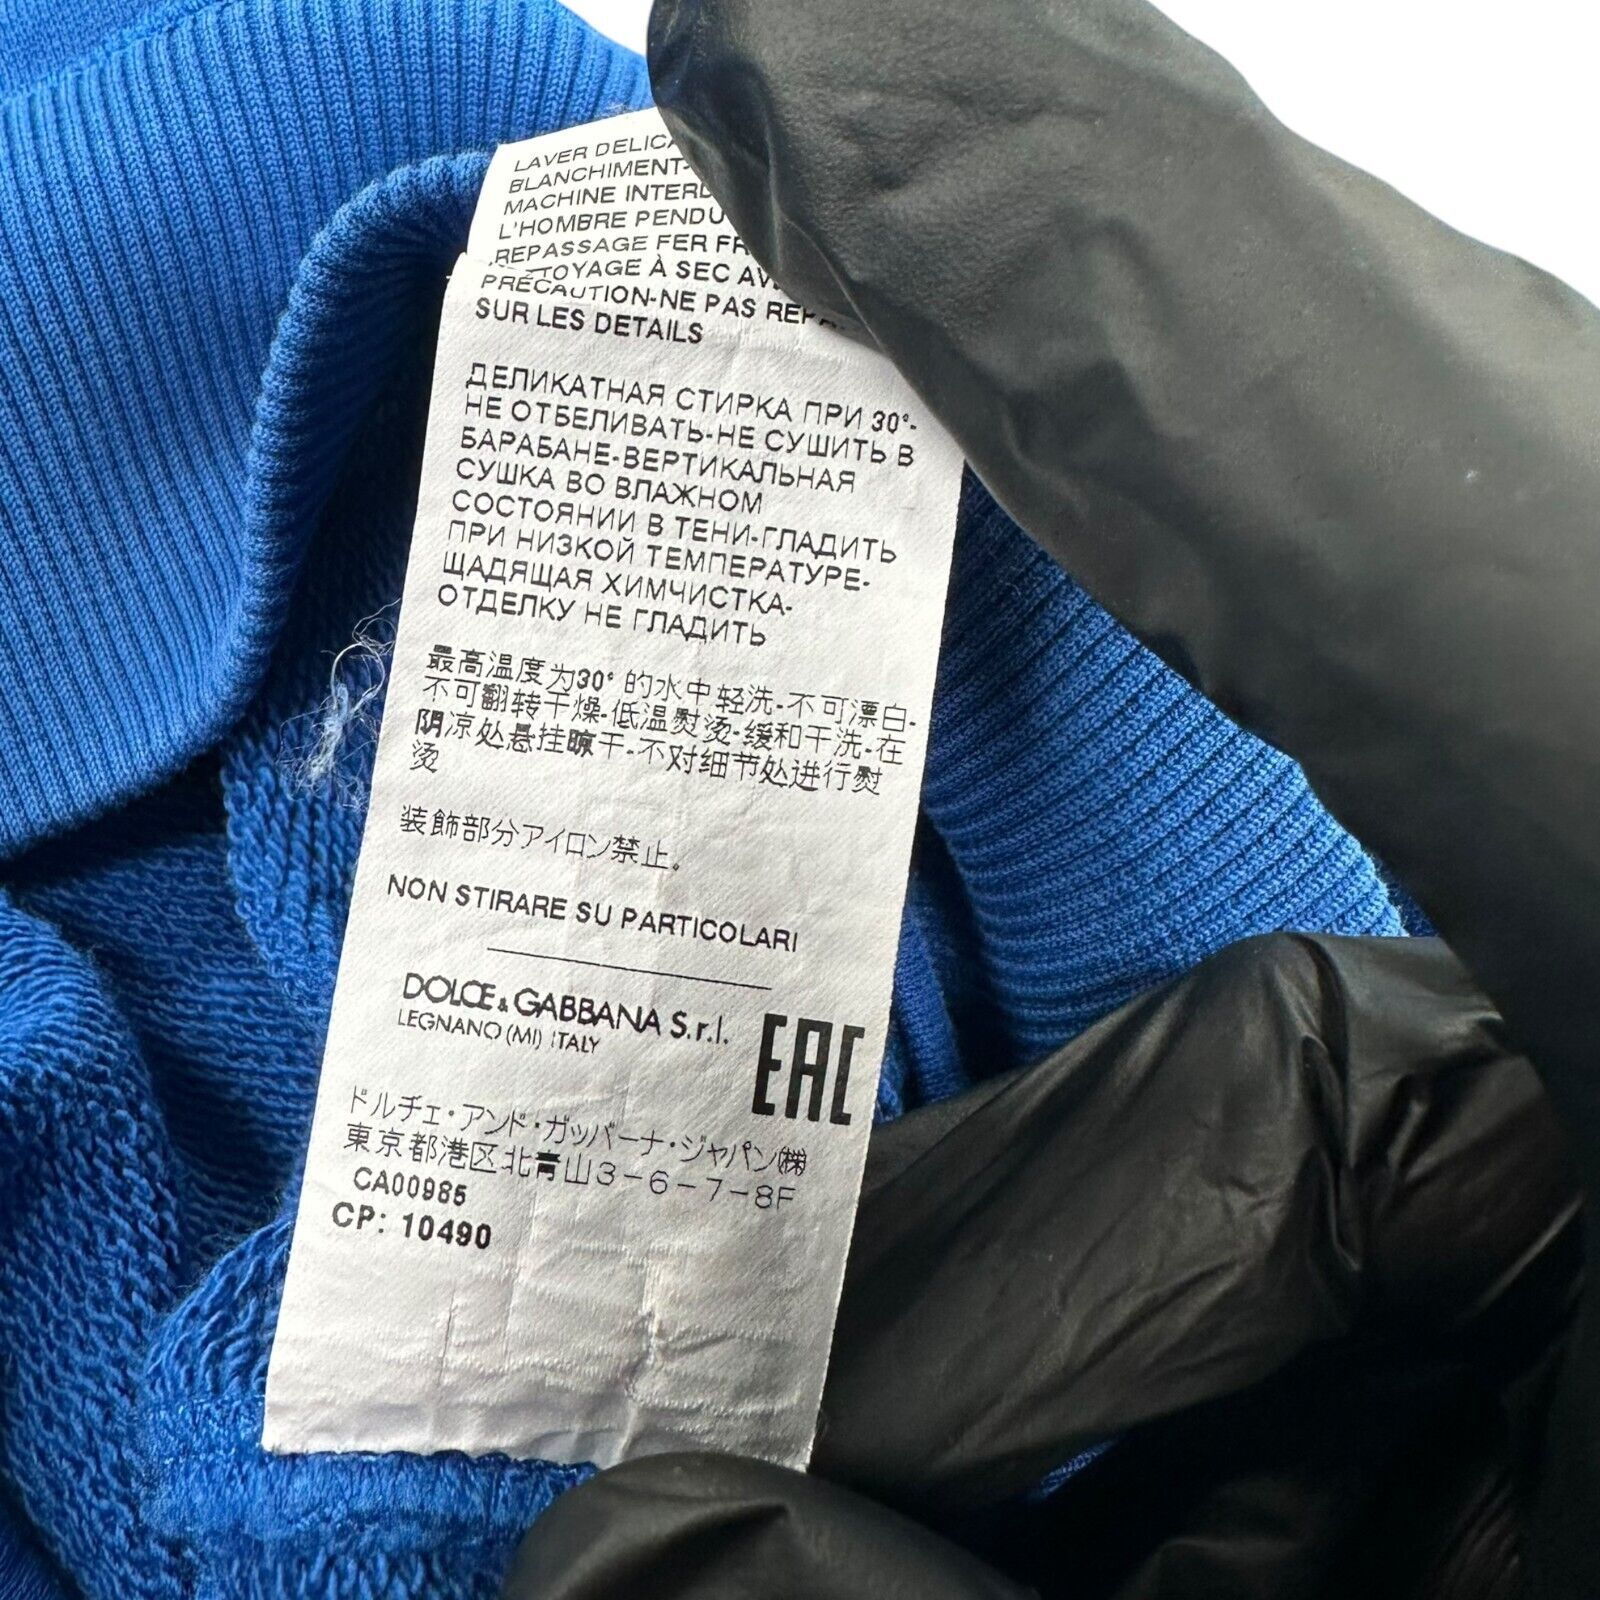 LAVER
BLANCHIMENT-
MACHINE
L'HOMBRE
REPASSAGE FER
À SEC
PRÉCAUTION-NE PAS
SUR LES DETAILS
ДЕЛИКАТНАЯ СТИРКА ПРИ 30°-
НЕ ОТБЕЛИВАТЬ-НЕ СУШИТЬ В
БАРАБАНЕ-ВЕРТИКАЛЬНАЯ
СУШКА ВО ВЛАЖНОМ
СОСТОЯНИИ В ТЕНИ-ГЛАДИТЬ
ПРИ НИЗКОЙ ТЕМПЕРАТУРЕ-
ЩАДЯЩАЯ ХИМЧИСТКА-
ОТДЕЛКУ НЕ ГЛАДИТЬ
最高温度为30°的水中轻洗-不可漂白-
不可翻转干燥-低温熨烫-缓和干洗-在
阴凉处悬挂晾干-不对细节处进行熨
烫
装飾部分アイロン禁止。
NON STIRARE SU PARTICOLARI
DOLCE & GABBANA S.r.l.
LEGNANO (MI) ITALY
EAC
ドルチェ・アンド・ガッバーナ・ジャパン㈱
東京都港区北青山3-6-7-8F
CA00985
CP: 10490